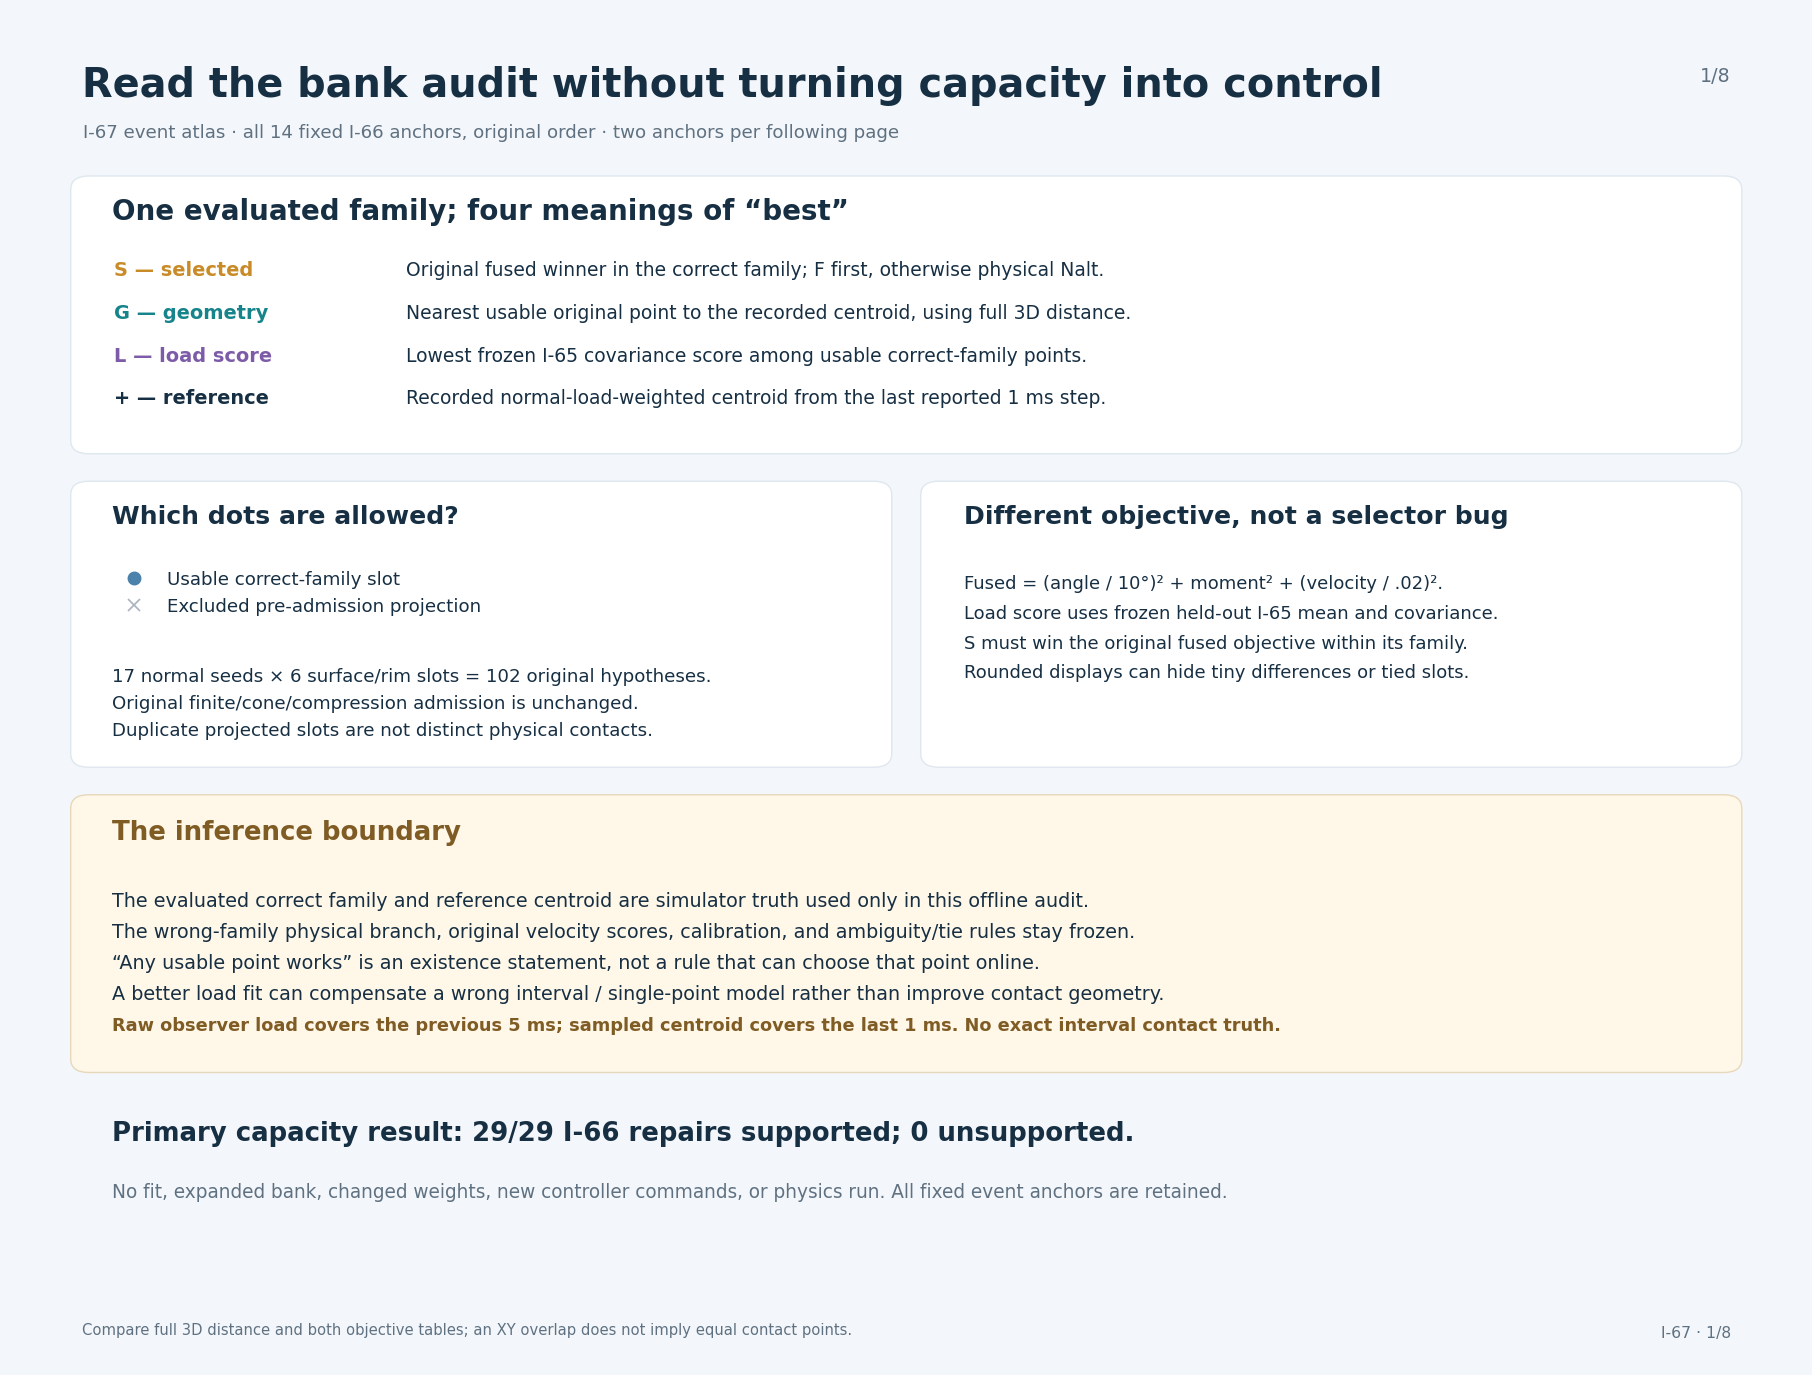 Read the bank audit without turning capacity into control
1/8
I-67 event atlas · all 14 fixed I-66 anchors, original order · two anchors per following page
One evaluated family; four meanings of “best”
S — selected Original fused winner in the correct family; F first, otherwise physical Nalt.
G — geometry Nearest usable original point to the recorded centroid, using full 3D distance.
L — load score Lowest frozen I-65 covariance score among usable correct-family points.
+ — reference Recorded normal-load-weighted centroid from the last reported 1 ms step.
Which dots are allowed?
Usable correct-family slot
Excluded pre-admission projection
17 normal seeds × 6 surface/rim slots = 102 original hypotheses.
Original finite/cone/compression admission is unchanged.
Duplicate projected slots are not distinct physical contacts.
Different objective, not a selector bug
Fused = (angle / 10°)² + moment² + (velocity / .02)².
Load score uses frozen held-out I-65 mean and covariance.
S must win the original fused objective within its family.
Rounded displays can hide tiny differences or tied slots.
The inference boundary
The evaluated correct family and reference centroid are simulator truth used only in this offline audit.
The wrong-family physical branch, original velocity scores, calibration, and ambiguity/tie rules stay frozen.
“Any usable point works” is an existence statement, not a rule that can choose that point online.
A better load fit can compensate a wrong interval / single-point model rather than improve contact geometry.
Raw observer load covers the previous 5 ms; sampled centroid covers the last 1 ms. No exact interval contact truth.
Primary capacity result: 29/29 I-66 repairs supported; 0 unsupported.
No fit, expanded bank, changed weights, new controller commands, or physics run. All fixed event anchors are retained.
Compare full 3D distance and both objective tables; an XY overlap does not imply equal contact points.
I-67 · 1/8